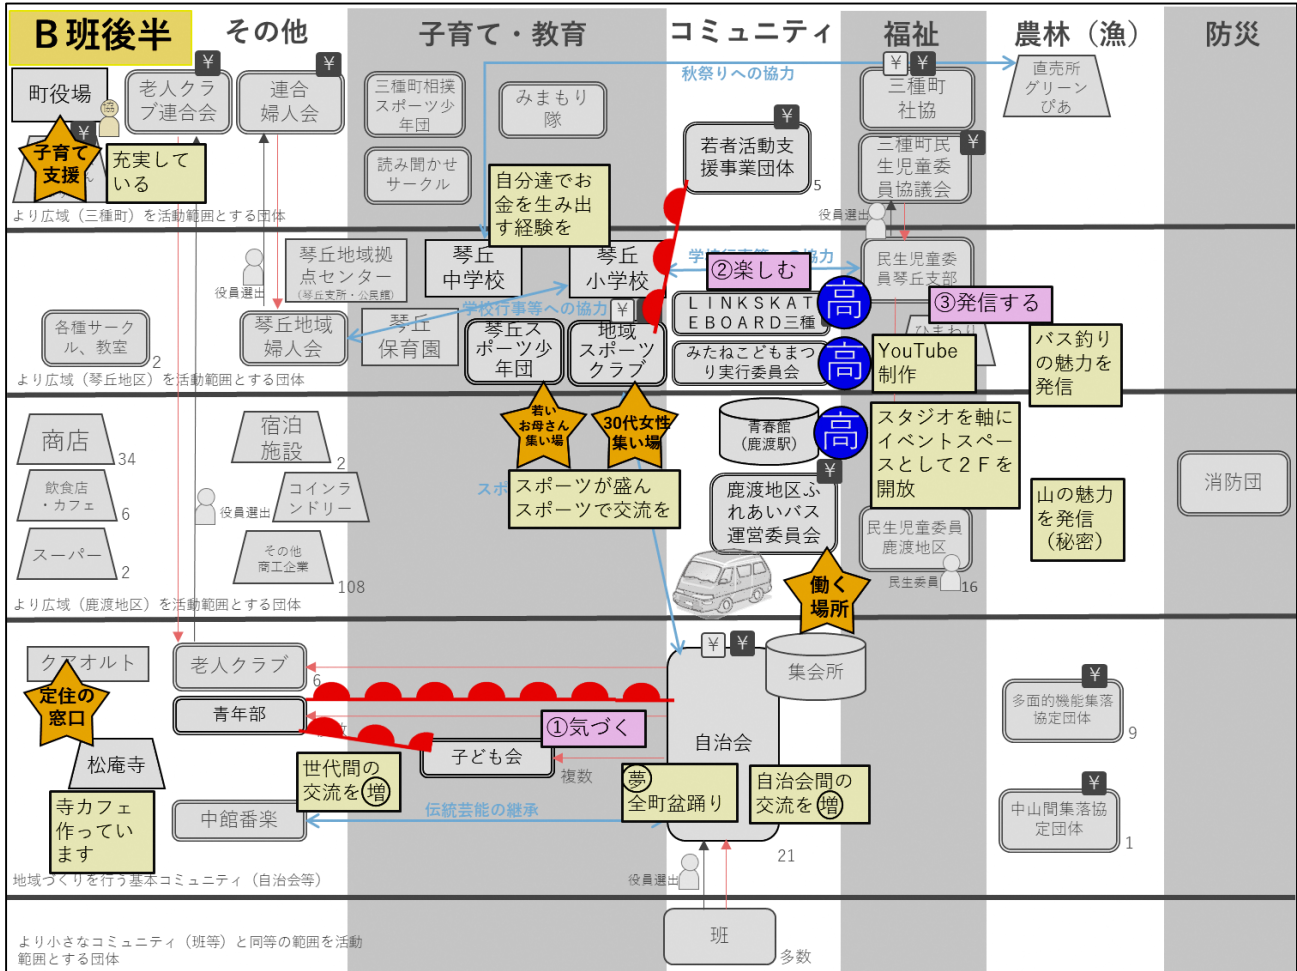 B班後半
その他
子育て・教育
コミュニティ
福祉
農林（漁）
防災
町役場
老人クラ
ブ連合会
¥
連合
婦人会
¥
三種町相撲
スポーツ少
年団
みまもり
隊
秋祭りへの協力
¥
¥
三種町
社協
直売所
グリーン
ぴあ
¥
子育て
支援
充実して
いる
読み聞かせ
サークル
自分達でお
金を生み出
す経験を
¥
若者活動支
援事業団体
5
¥
三種町民
生児童委
員協議会
役員選出
より広域（三種町）を活動範囲とする団体
役員選出
琴丘地域拠
点センター
(琴丘支所・公民館)
琴丘
中学校
琴丘
小学校
②楽しむ
民生児童委
員琴丘支部
学校行事等への協力
¥
③発信する
各種サーク
ル、教室
2
琴丘地域
婦人会
琴丘
保育園
琴丘スポ
ーツ少
年団
地域
スポーツ
クラブ
LINKSKAT
EBOARD三種
高
みたねこどもまつ
り実行委員会
高
ひまわり
YouTube
制作
バス釣り
の魅力を
発信
より広域（琴丘地区）を活動範囲とする団体
商店
34
宿泊
施設
2
若い
お母さん
集い場
30代女性
集い場
青春館
（鹿渡駅）
高
スタジオを軸に
イベントスペー
スとして２Ｆを
開放
飲食店
・カフェ
6
役員選出
コインラ
ンドリー
スポーツが盛ん
スポーツで交流を
¥
鹿渡地区ふ
れあいバス
運営委員会
民生児童委員
鹿渡地区
民生委員
16
山の魅力
を発信
（秘密）
消防団
スーパー
2
その他
商工企業
108
働く
場所
より広域（鹿渡地区）を活動範囲とする団体
クアオルト
定住の
窓口
老人クラブ
6
¥
¥
集会所
青年部
①気づく
自治会
¥
多面的機能集落
協定団体
9
松庵寺
子ども会
複数
世代間の
交流を増
夢
全町盆踊り
自治会間の
交流を増
寺カフェ
作ってい
ます
中館番楽
伝統芸能の継承
21
¥
中山間集落協
定団体
1
地域づくりを行う基本コミュニティ（自治会等）
役員選出
班
多数
より小さなコミュニティ（班等）と同等の範囲を活動
範囲とする団体